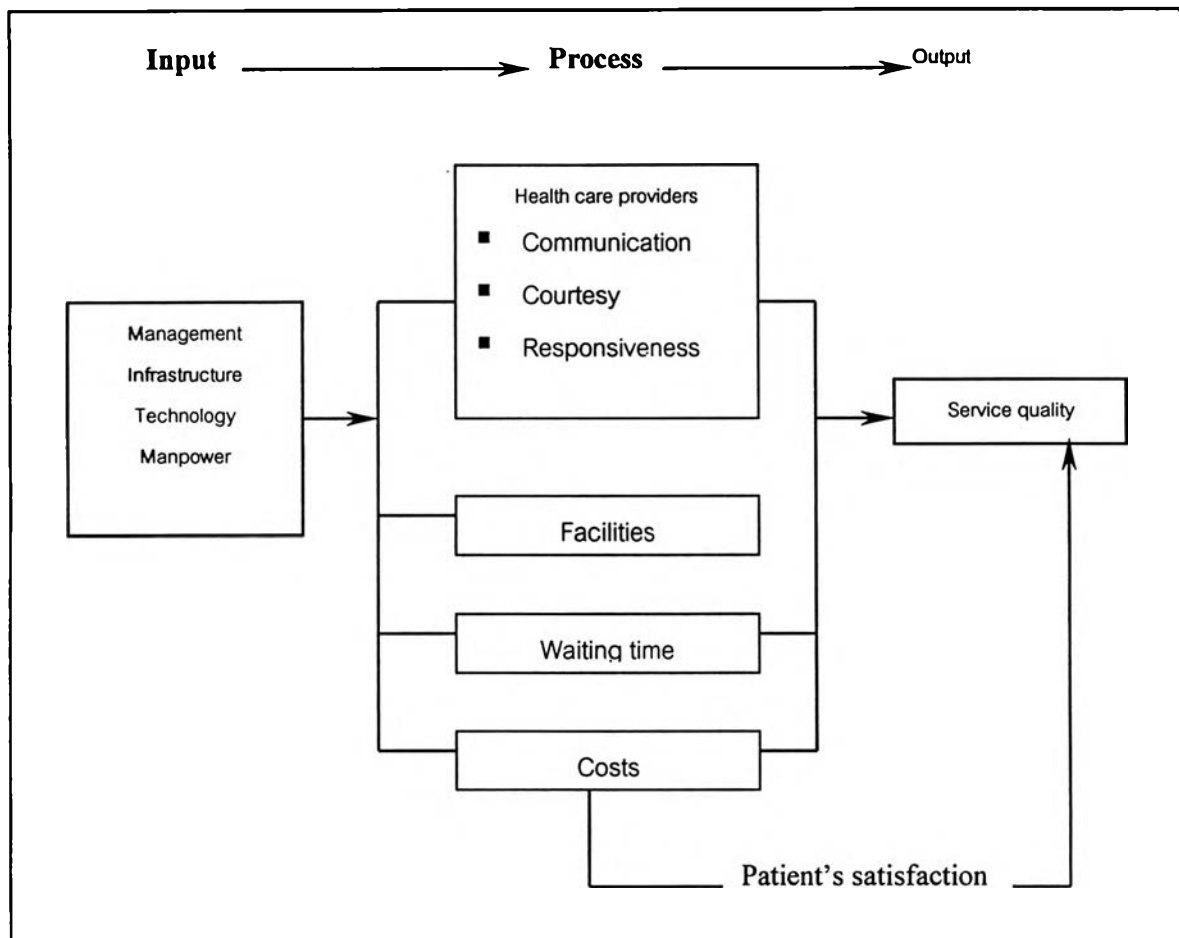 Input Process Output
Health care providers
■ Communication
■ Courtesy
■ Responsiveness
Management
Infrastructure
Technology
Manpower
Service quality
Facilities
Waiting time
Costs
Patient's satisfaction